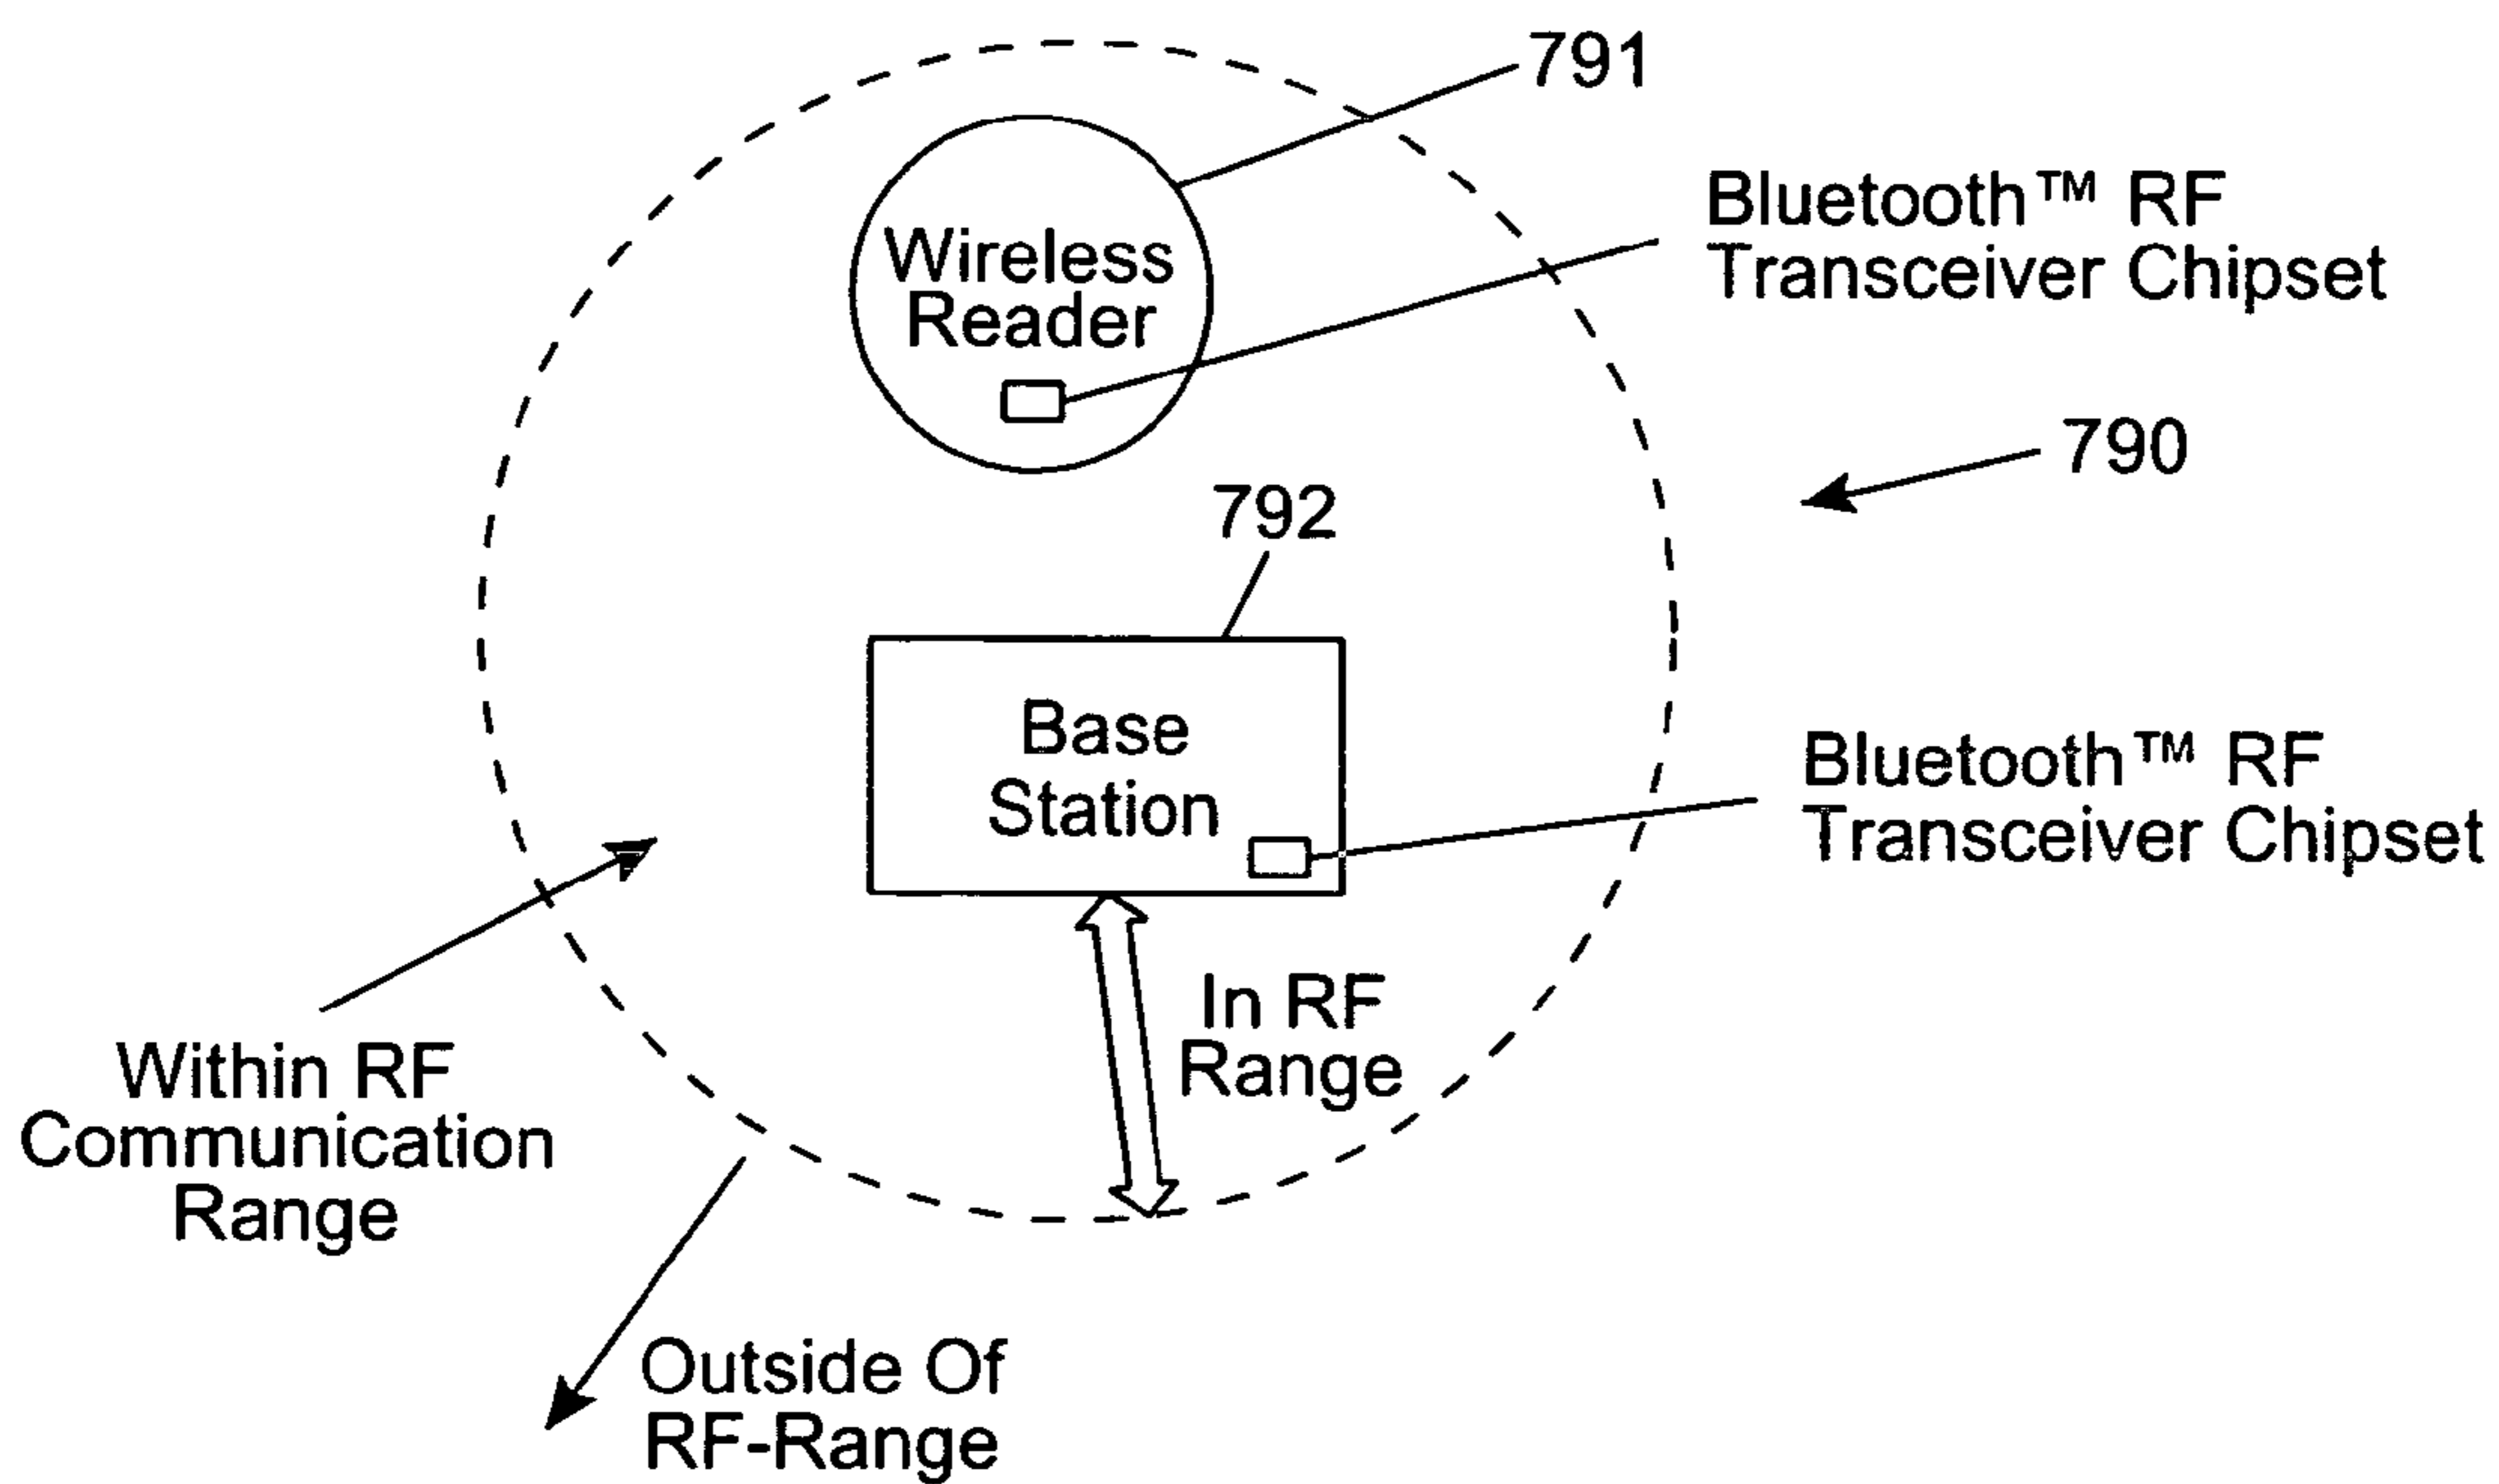 791
Bluetooth™ RF
Transceiver Chipset
Wireless
Reader
790
792
Base
Station
Bluetooth™ RF
Transceiver Chipset
In RF
Range
Within RF
Communication
Range
Outside Of
RF-Range